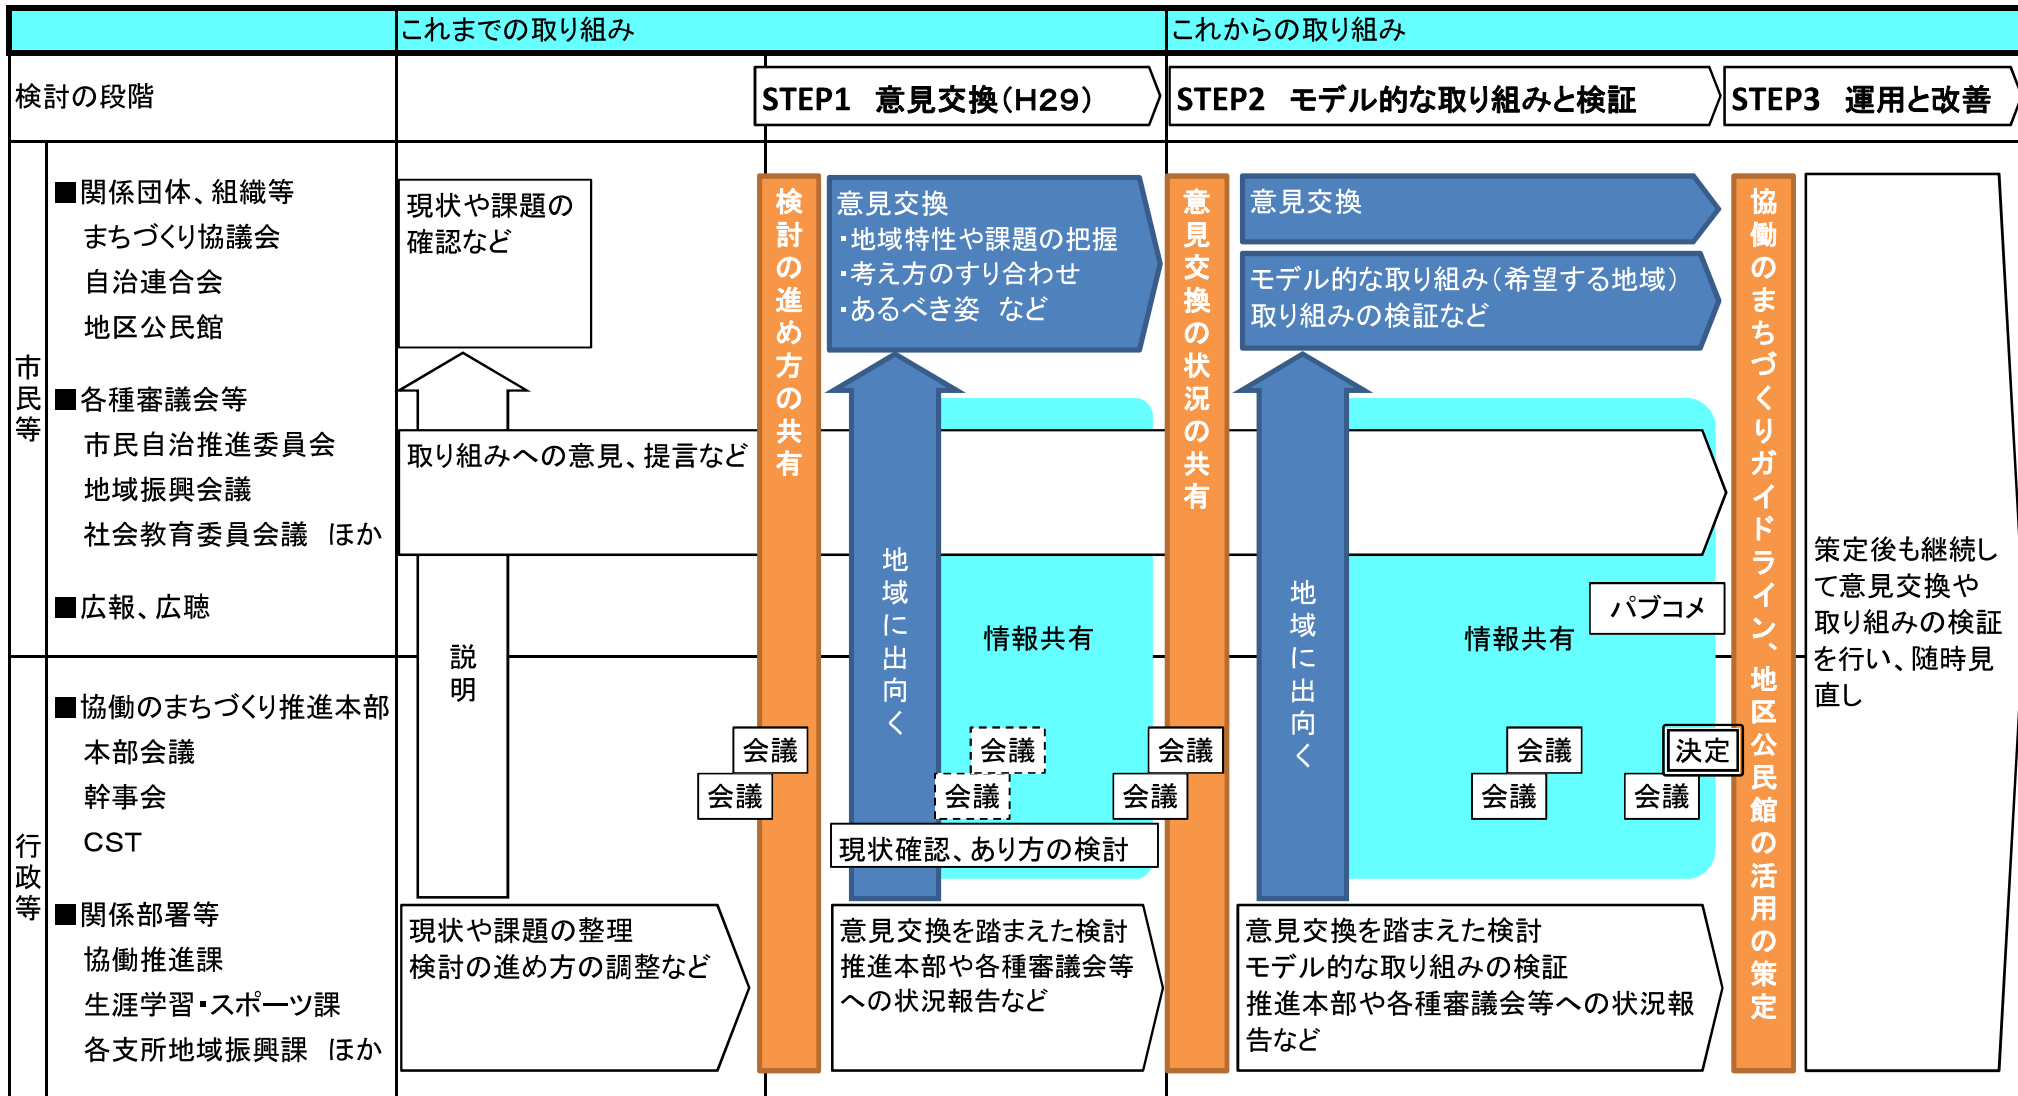 これまでの取り組み
これからの取り組み
検討の段階
STEP1　意見交換（H29）
STEP2　モデル的な取り組みと検証
STEP3　運用と改善
市民等
■関係団体、組織等
まちづくり協議会
自治連合会
地区公民館
■各種審議会等
市民自治推進委員会
地域振興会議
社会教育委員会議　ほか
■広報、広聴
行政等
■協働のまちづくり推進本部
本部会議
幹事会
CST
■関係部署等
協働推進課
生涯学習・スポーツ課
各支所地域振興課　ほか
現状や課題の
確認など
取り組みへの意見、提言など
説明
会議
会議
現状や課題の整理
検討の進め方の調整など
検討の進め方の共有
意見交換
・地域特性や課題の把握
・考え方のすり合わせ
・あるべき姿　など
地域に出向く
情報共有
会議
会議
会議
会議
現状確認、あり方の検討
意見交換を踏まえた検討
推進本部や各種審議会等
への状況報告など
意見交換の状況の共有
意見交換
モデル的な取り組み（希望する地域）
取り組みの検証など
地域に出向く
情報共有
パブコメ
会議
会議
決定
会議
意見交換を踏まえた検討
モデル的な取り組みの検証
推進本部や各種審議会等への状況報
告など
協働のまちづくりガイドライン、地区公民館の活用の策定
策定後も継続し
て意見交換や
取り組みの検証
を行い、随時見
直し